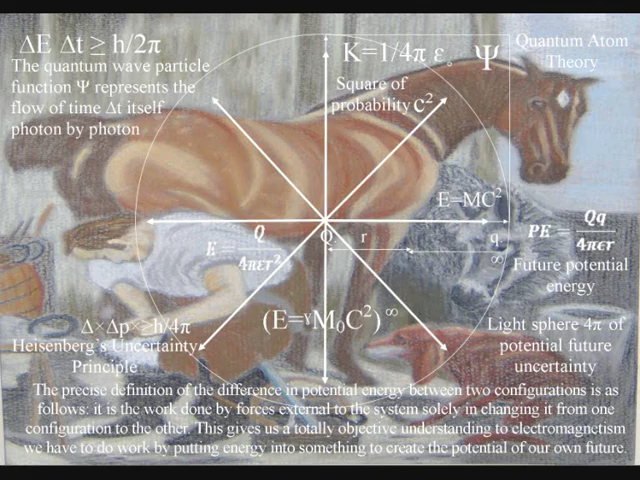 ΔE Δt ≥ h/2π
The quantum wave particle
function Ψ represents the
flow of time Δt itself
photon by photon
K=1/4π ε。
Ψ
Quantum Atom
Theory
Square of
probability c²
E=MC²
E = Q/4πεr²
Q
r
q
∞
PE = Qq/4πεr
Future potential
energy
(E=ˠM₀C²)∞
Δ×Δp×>h/4π
Heisenberg's Uncertainty
Principle
Light sphere 4π of
potential future
uncertainty
The precise definition of the difference in potential energy between two configurations is as
follows: it is the work done by forces external to the system solely in changing it from one
configuration to the other. This gives us a totally objective understanding to electromagnetism
we have to do work by putting energy into something to create the potential of our own future.